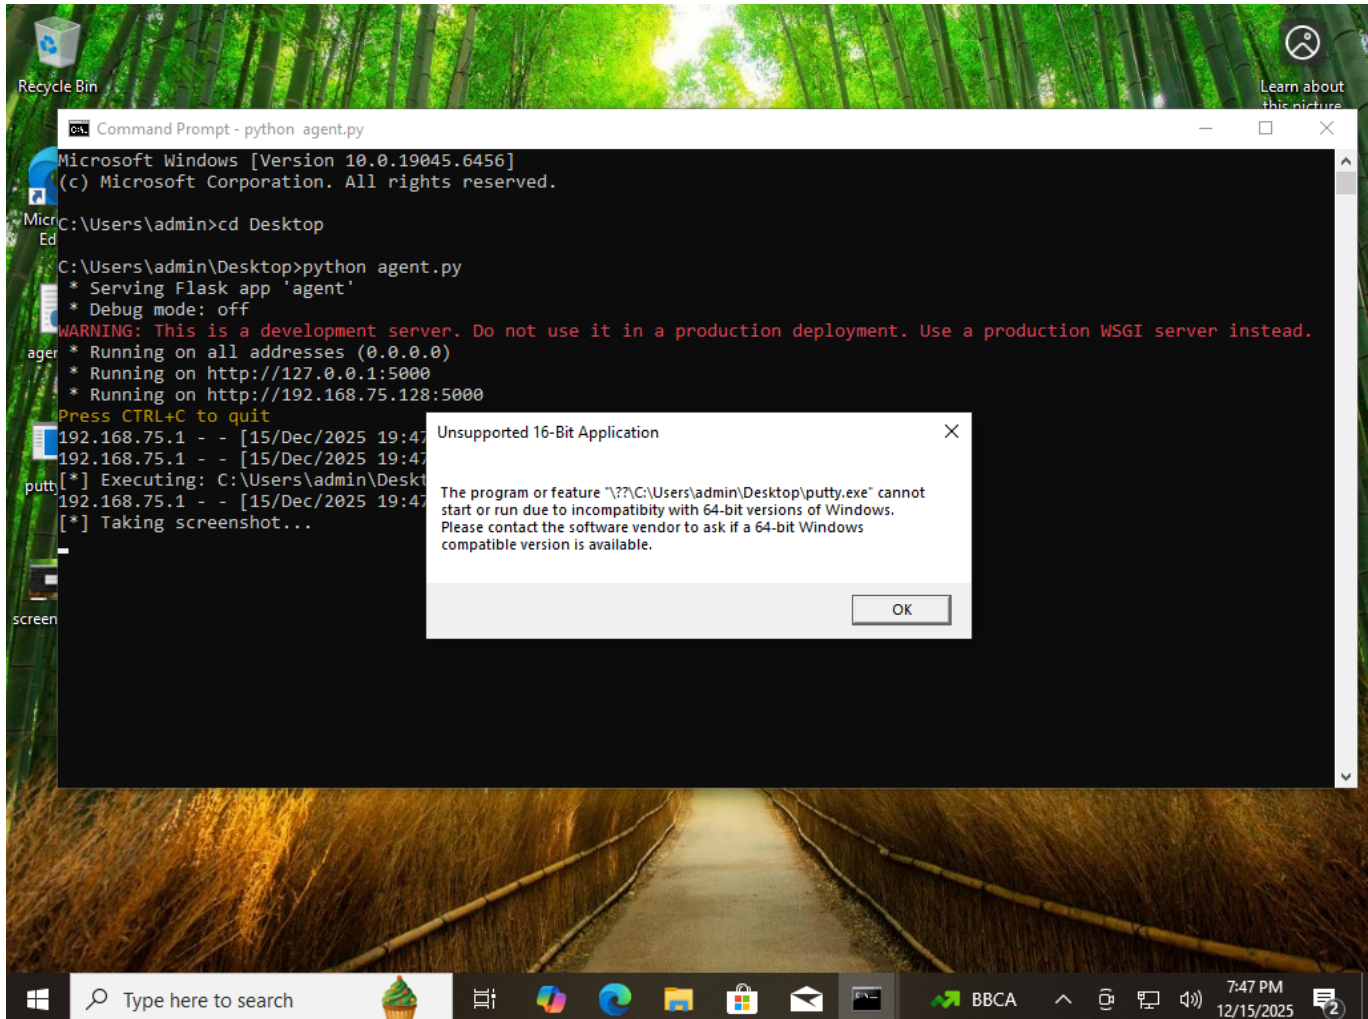 Recycle Bin
Learn about
this picture
Command Prompt - python agent.py
Microsoft Windows [Version 10.0.19045.6456]
(c) Microsoft Corporation. All rights reserved.
Micr
Ed
C:\Users\admin>cd Desktop
C:\Users\admin\Desktop>python agent.py
* Serving Flask app 'agent'
* Debug mode: off
WARNING: This is a development server. Do not use it in a production deployment. Use a production WSGI server instead.
ager
* Running on all addresses (0.0.0.0)
* Running on http://127.0.0.1:5000
* Running on http://192.168.75.128:5000
Press CTRL+C to quit
192.168.75.1 - - [15/Dec/2025 19:47
192.168.75.1 - - [15/Dec/2025 19:47
putty
[*] Executing: C:\Users\admin\Deskt
192.168.75.1 - - [15/Dec/2025 19:47
[*] Taking screenshot...
screen
Unsupported 16-Bit Application
The program or feature "\??\C:\Users\admin\Desktop\putty.exe" cannot
start or run due to incompatibity with 64-bit versions of Windows.
Please contact the software vendor to ask if a 64-bit Windows
compatible version is available.
OK
Type here to search
BBCA
7:47 PM
12/15/2025
2